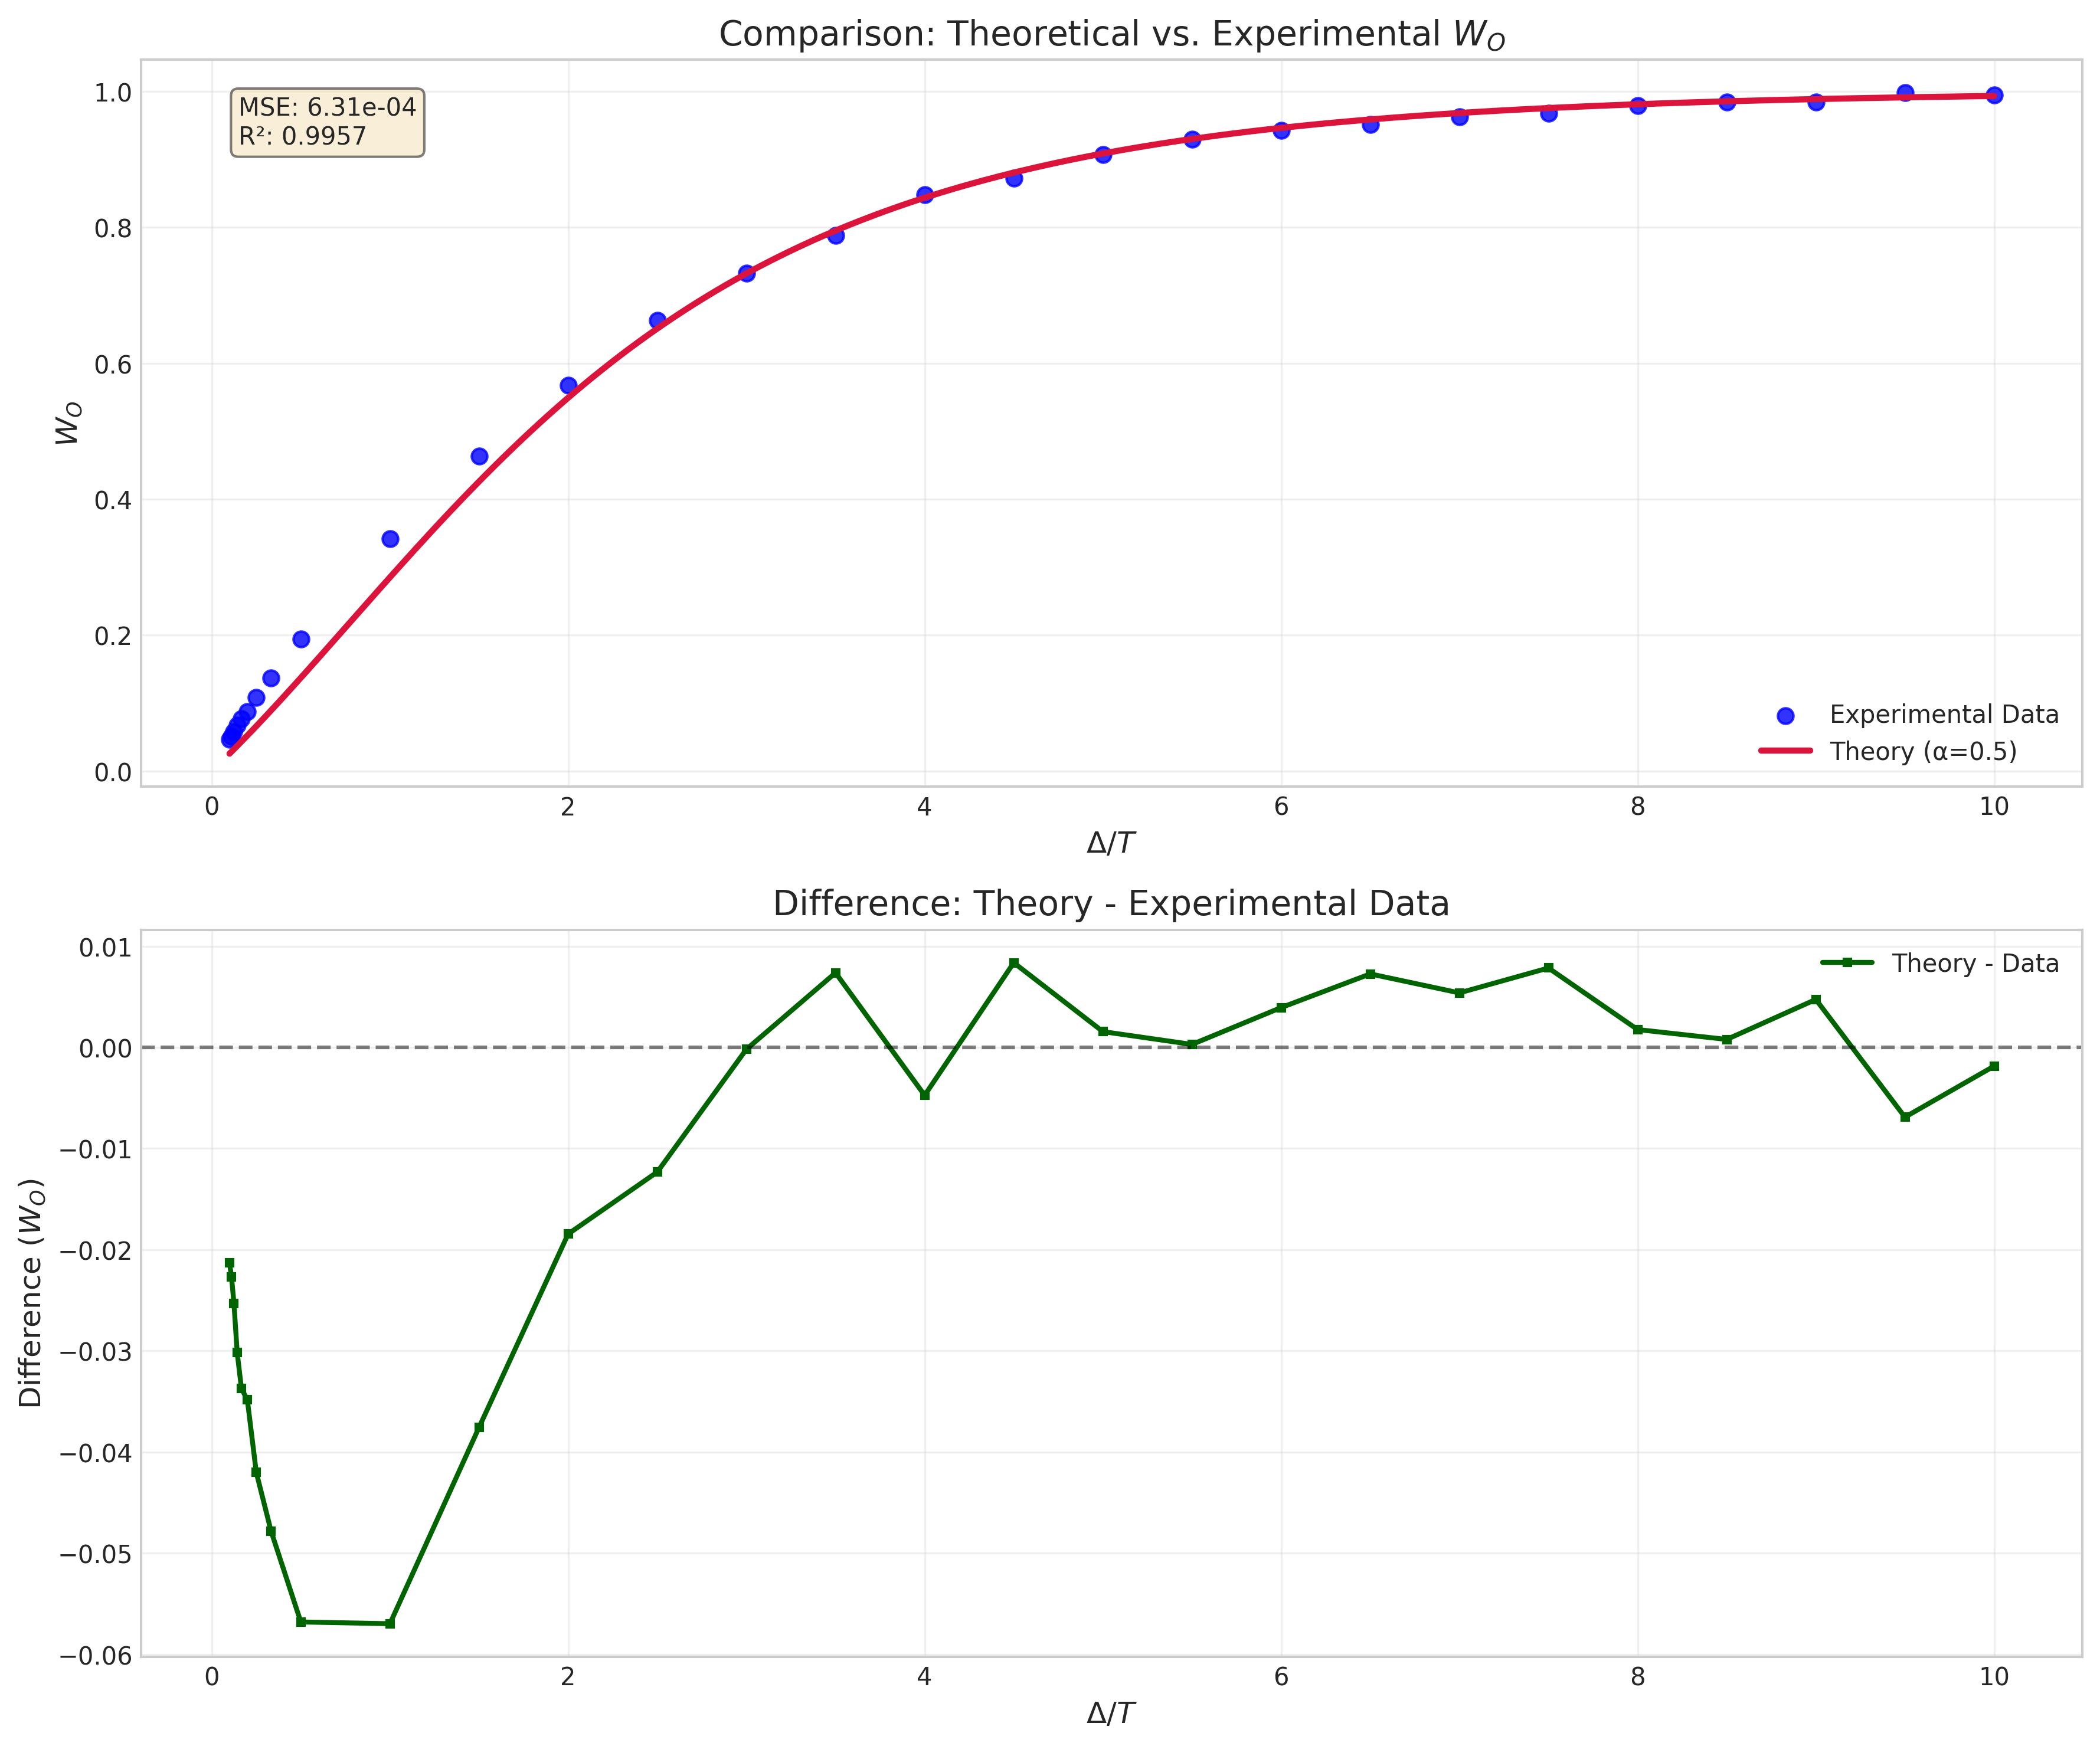 Comparison: Theoretical vs. Experimental W_O
MSE: 6.31e-04
R²: 0.9957
1.0
0.8
0.6
0.4
0.2
0.0
W_O
Experimental Data
Theory (α=0.5)
0 2 4 6 8 10
Δ/T
Difference: Theory - Experimental Data
Theory - Data
0.01
0.00
−0.01
−0.02
−0.03
−0.04
−0.05
−0.06
Difference (W_O)
0 2 4 6 8 10
Δ/T